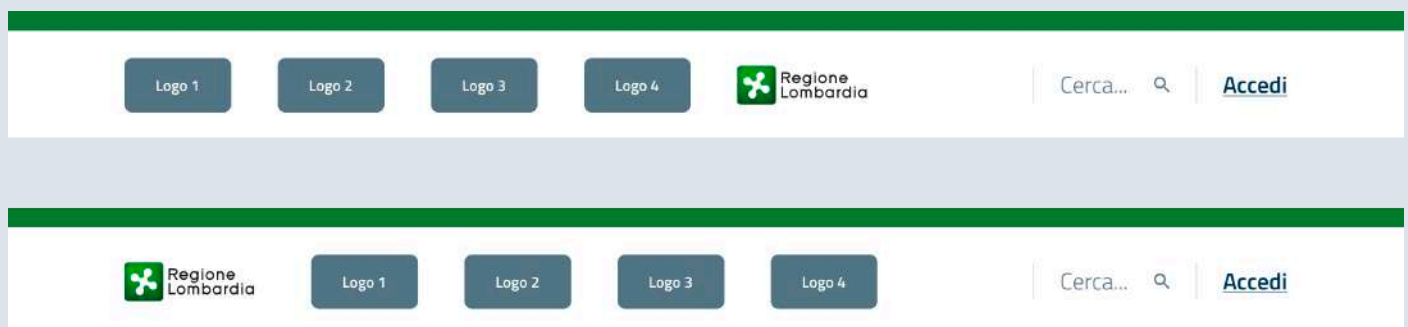 Logo 1 Logo 2 Logo 3 Logo 4 Regione
Lombardia Cerca... Accedi
Regione
Lombardia Logo 1 Logo 2 Logo 3 Logo 4 Cerca... Accedi